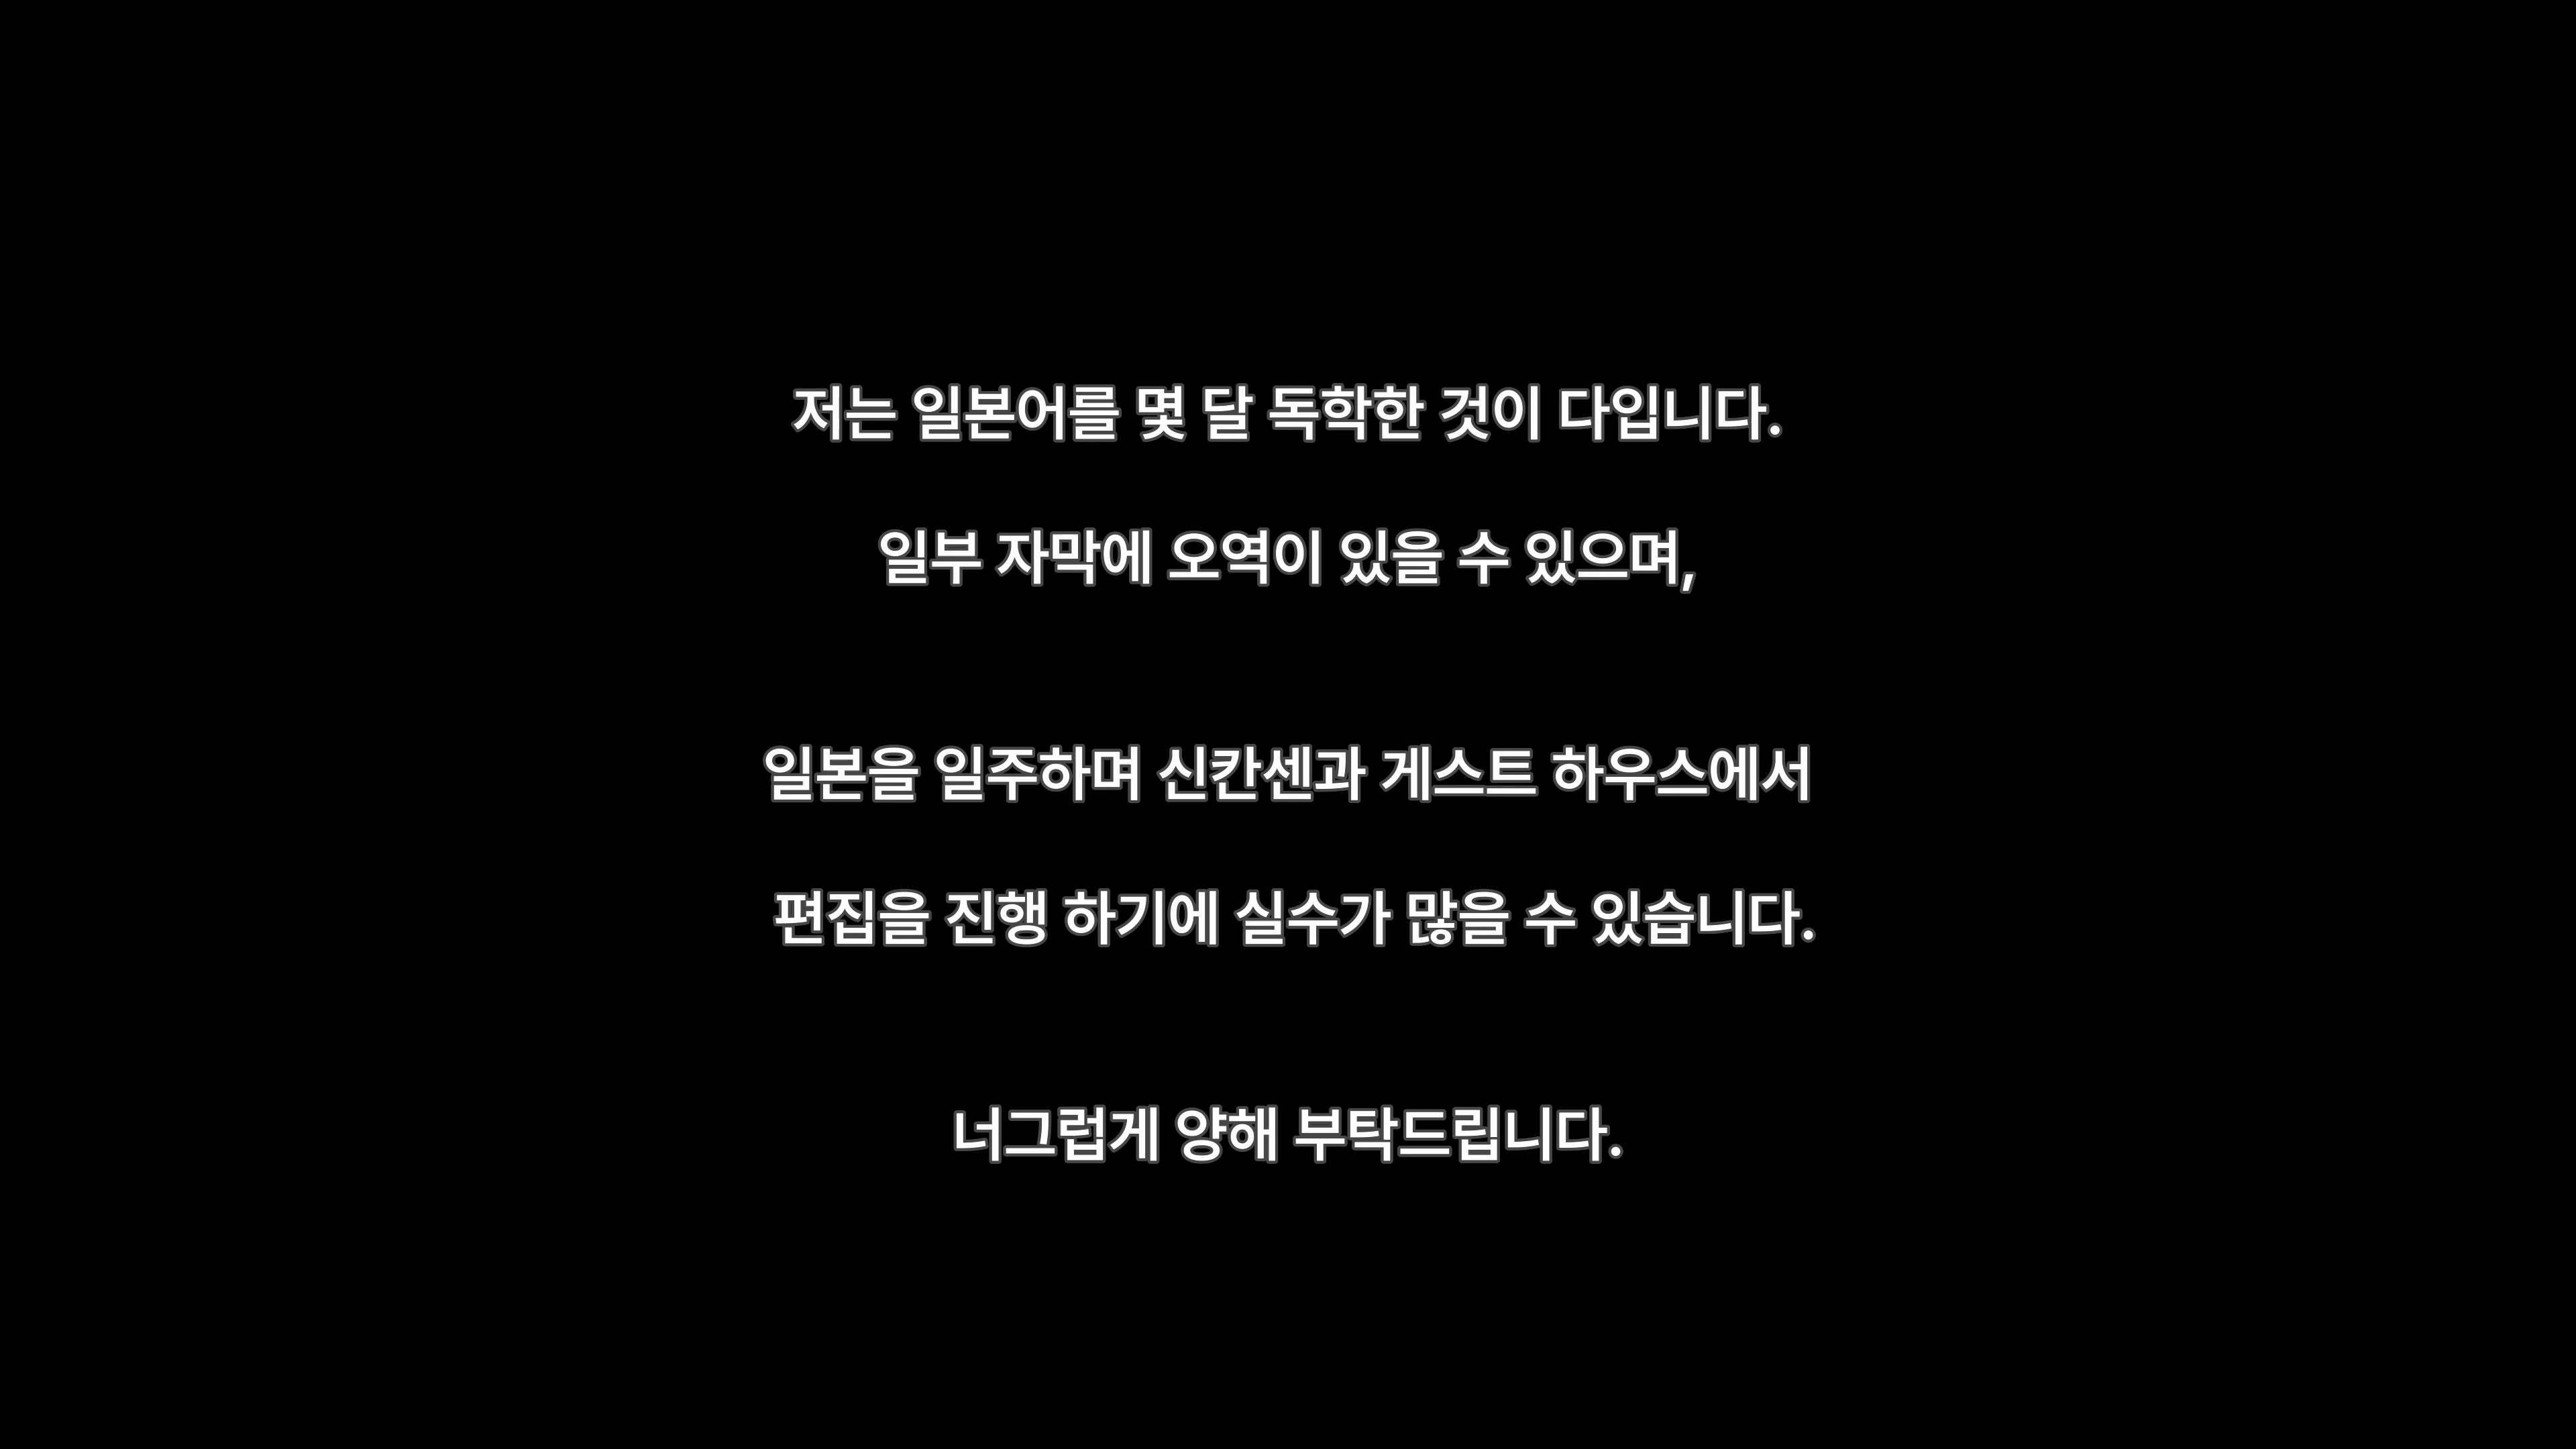 저는 일본어를 몇 달 독학한 것이 다입니다.
일부 자막에 오역이 있을 수 있으며,
일본을 일주하며 신칸센과 게스트 하우스에서
편집을 진행 하기에 실수가 많을 수 있습니다.
너그럽게 양해 부탁드립니다.